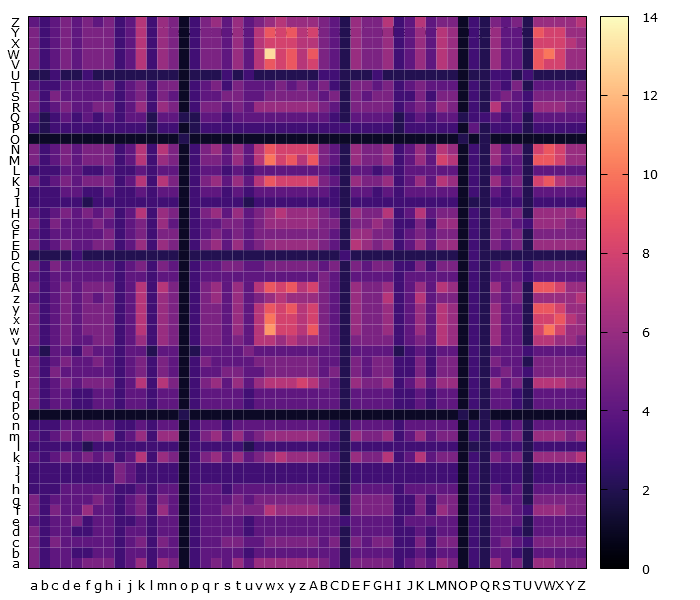 Z
Y
X
W
V
U
T
S
R
Q
P
O
N
M
L
K
J
I
H
G
F
E
D
C
B
A
z
y
x
w
v
u
t
s
r
q
p
o
n
m
l
k
j
i
h
g
f
e
d
c
b
a
a b c d e f g h i j k l m n o p q r s t u v w x y z A B C D E F G H I J K L M N O P Q R S T U V W X Y Z
14
12
10
8
6
4
2
0